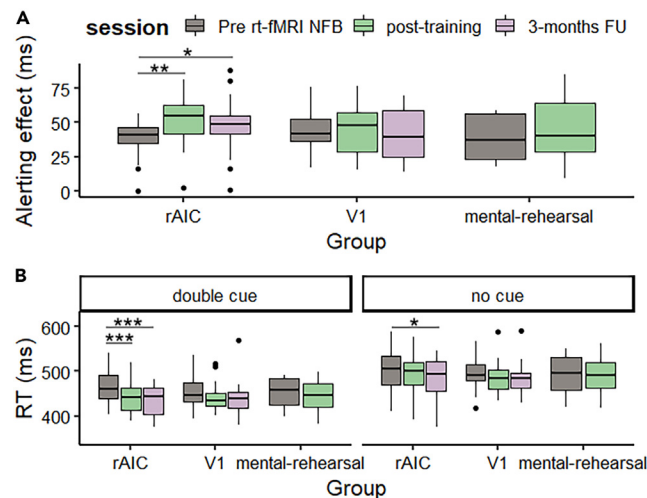 A
session Pre rt-fMRI NFB post-training 3-months FU
Alerting effect (ms)
75
50
25
0
*
**
rAIC V1 mental-rehearsal
Group
B
double cue no cue
RT (ms)
600
500
400
***
***
*
rAIC V1 mental-rehearsal rAIC V1 mental-rehearsal
Group